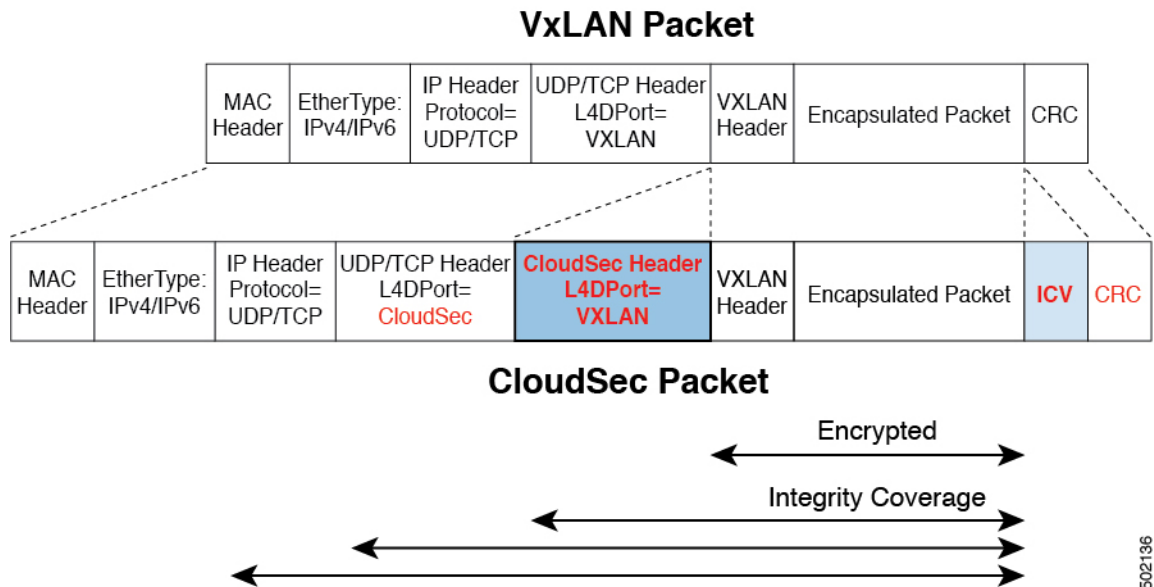 VxLAN Packet
MAC
Header
EtherType:
IPv4/IPv6
IP Header
Protocol=
UDP/TCP
UDP/TCP Header
L4DPort=
VXLAN
VXLAN
Header
Encapsulated Packet
CRC
MAC
Header
EtherType:
IPv4/IPv6
IP Header
Protocol=
UDP/TCP
UDP/TCP Header
L4DPort=
CloudSec
CloudSec Header
L4DPort=
VXLAN
VXLAN
Header
Encapsulated Packet
ICV
CRC
CloudSec Packet
Encrypted
Integrity Coverage
502136